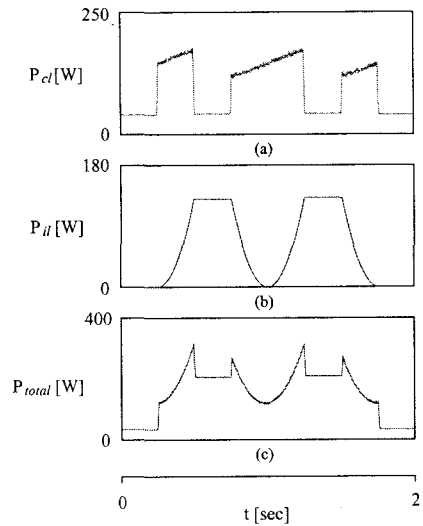 250
P_cl [W]
0
(a)
180
P_il [W]
0
(b)
400
P_total [W]
0
(c)
0 2
t [sec]